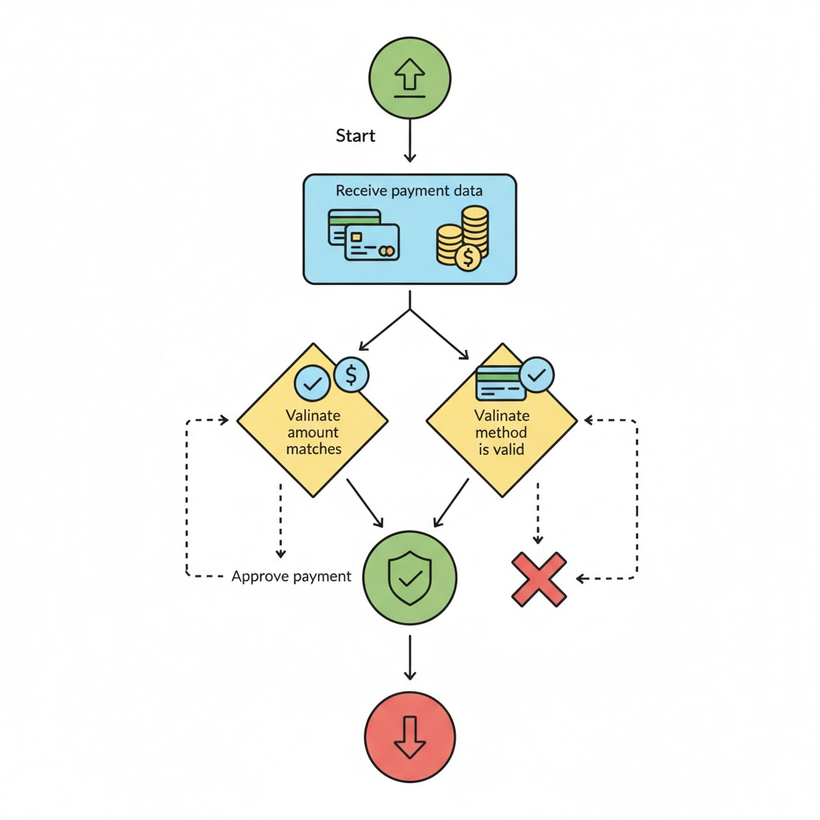 Start
Receive payment data
$
$
Valinate
amount
matches
Valinate
method
is valid
Approve payment